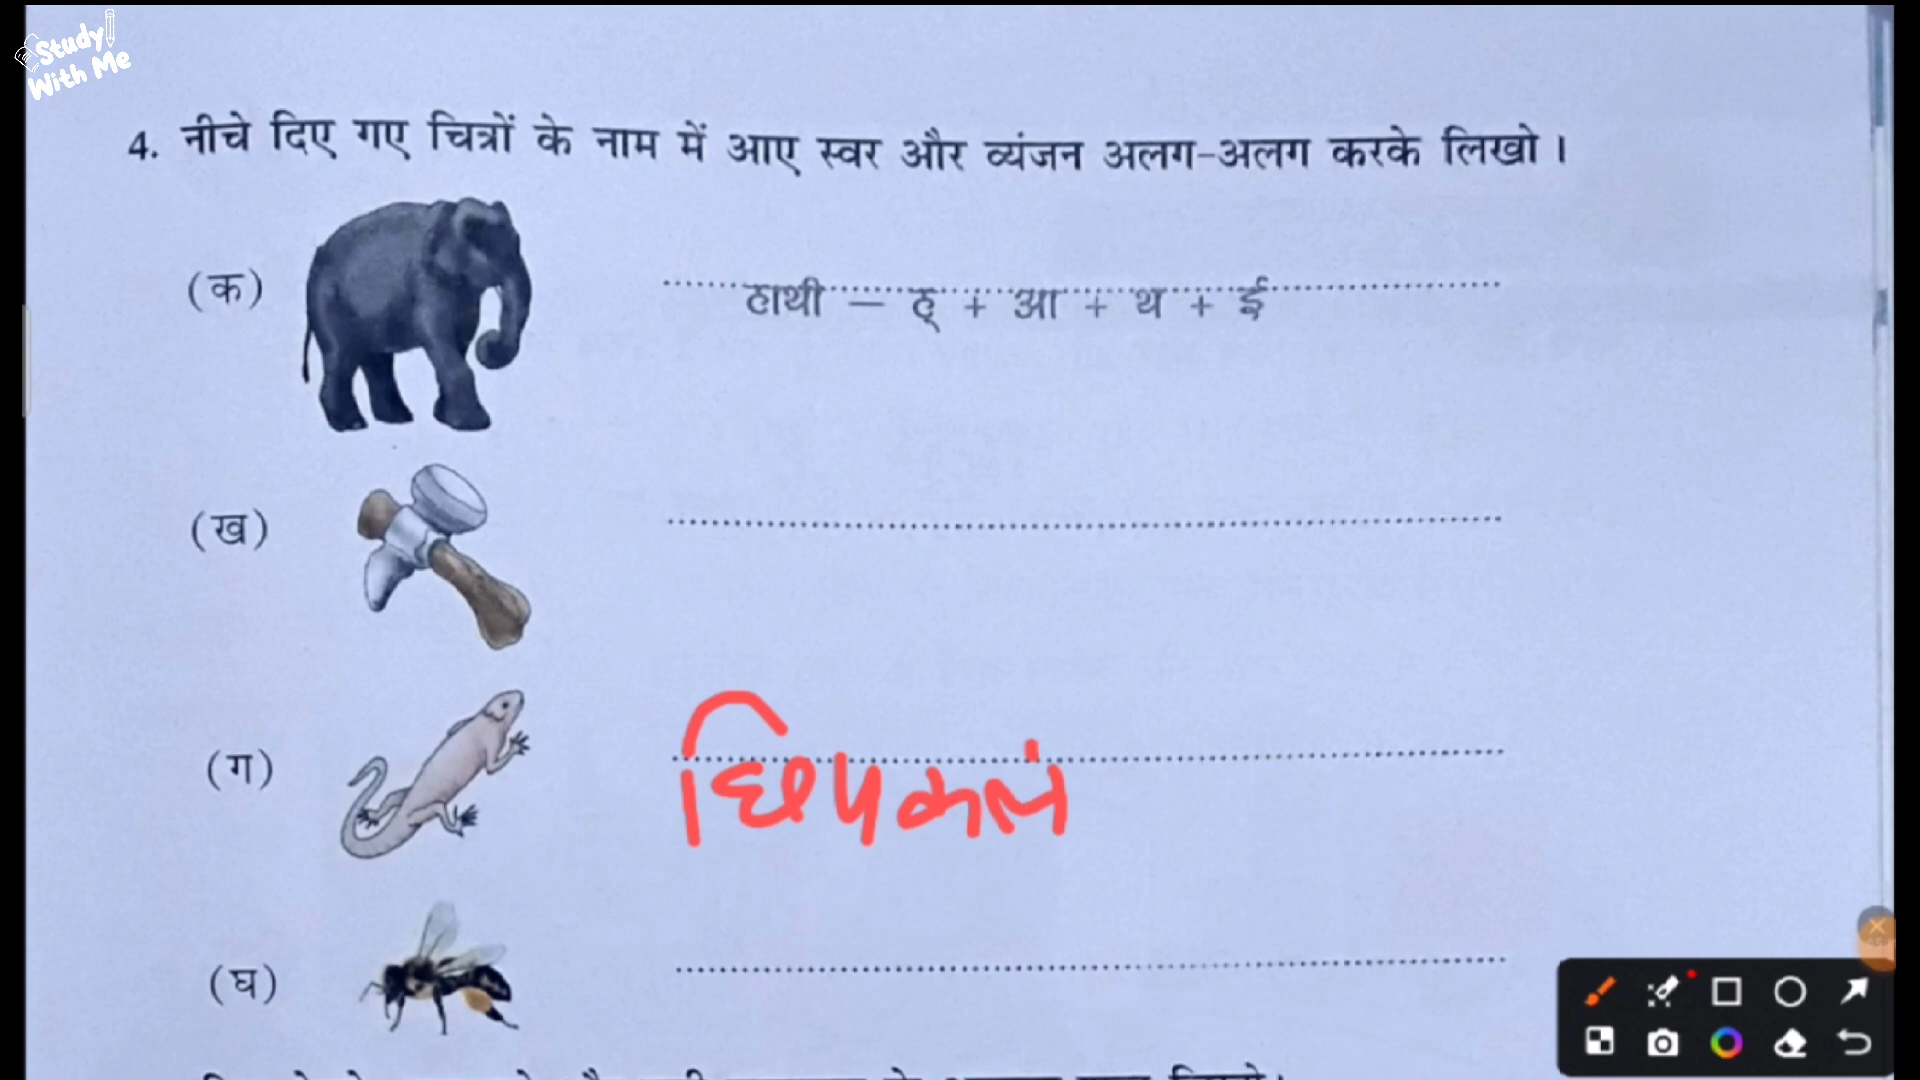 Study
With Me
4. नीचे दिए गए चित्रों के नाम में आए स्वर और व्यंजन अलग-अलग करके लिखो।
(क)
हाथी — ह् + आ + थ + ई
(ख)
(ग)
छिपकल
(घ)